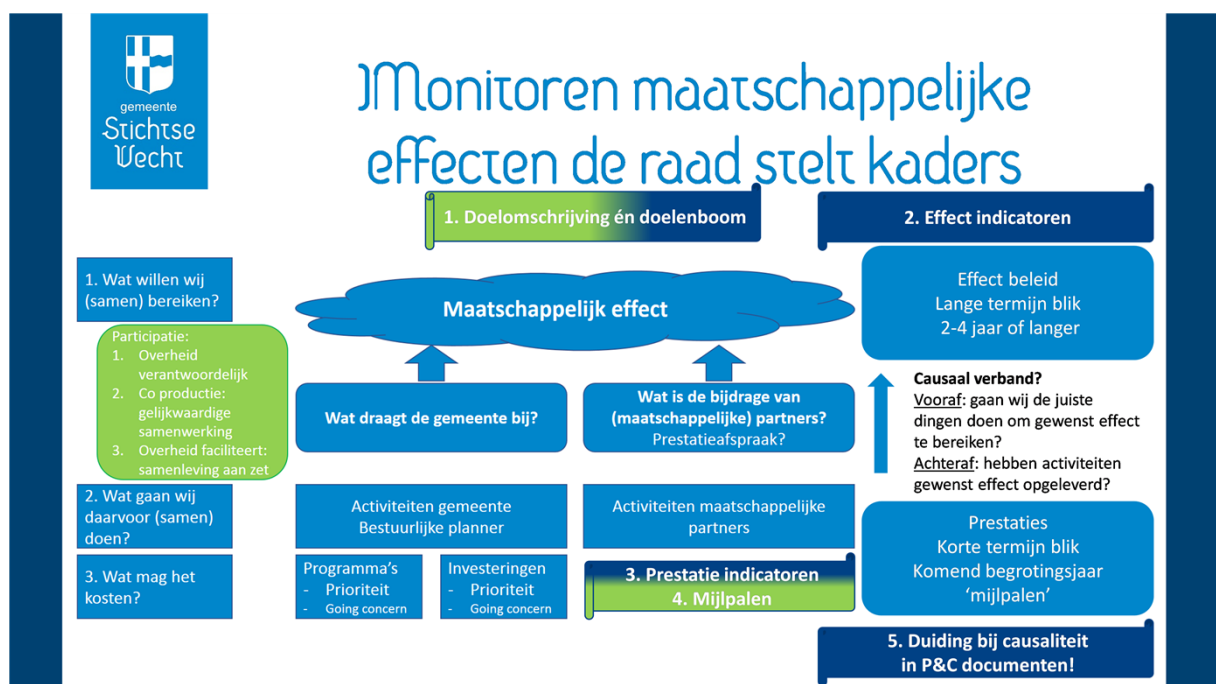 gemeente
Stichtse
Vecht
Monitoren maatschappelijke
effecten de raad stelt kaders
1. Doelomschrijving én doelenboom
2. Effect indicatoren
1. Wat willen wij
(samen) bereiken?
Participatie:
1. Overheid
verantwoordelijk
2. Co productie:
gelijkwaardige
samenwerking
3. Overheid faciliteert:
samenleving aan zet
Maatschappelijk effect
Effect beleid
Lange termijn blik
2-4 jaar of langer
Wat draagt de gemeente bij?
Wat is de bijdrage van
(maatschappelijke) partners?
Prestatieafspraak?
Causaal verband?
Vooraf: gaan wij de juiste
dingen doen om gewenst effect
te bereiken?
Achteraf: hebben activiteiten
gewenst effect opgeleverd?
2. Wat gaan wij
daarvoor (samen)
doen?
Activiteiten gemeente
Bestuurlijke planner
Activiteiten maatschappelijke
partners
Prestaties
Korte termijn blik
Komend begrotingsjaar
‘mijlpalen’
3. Wat mag het
kosten?
Programma’s
- Prioriteit
- Going concern
Investeringen
- Prioriteit
- Going concern
3. Prestatie indicatoren
4. Mijlpalen
5. Duiding bij causaliteit
in P&C documenten!